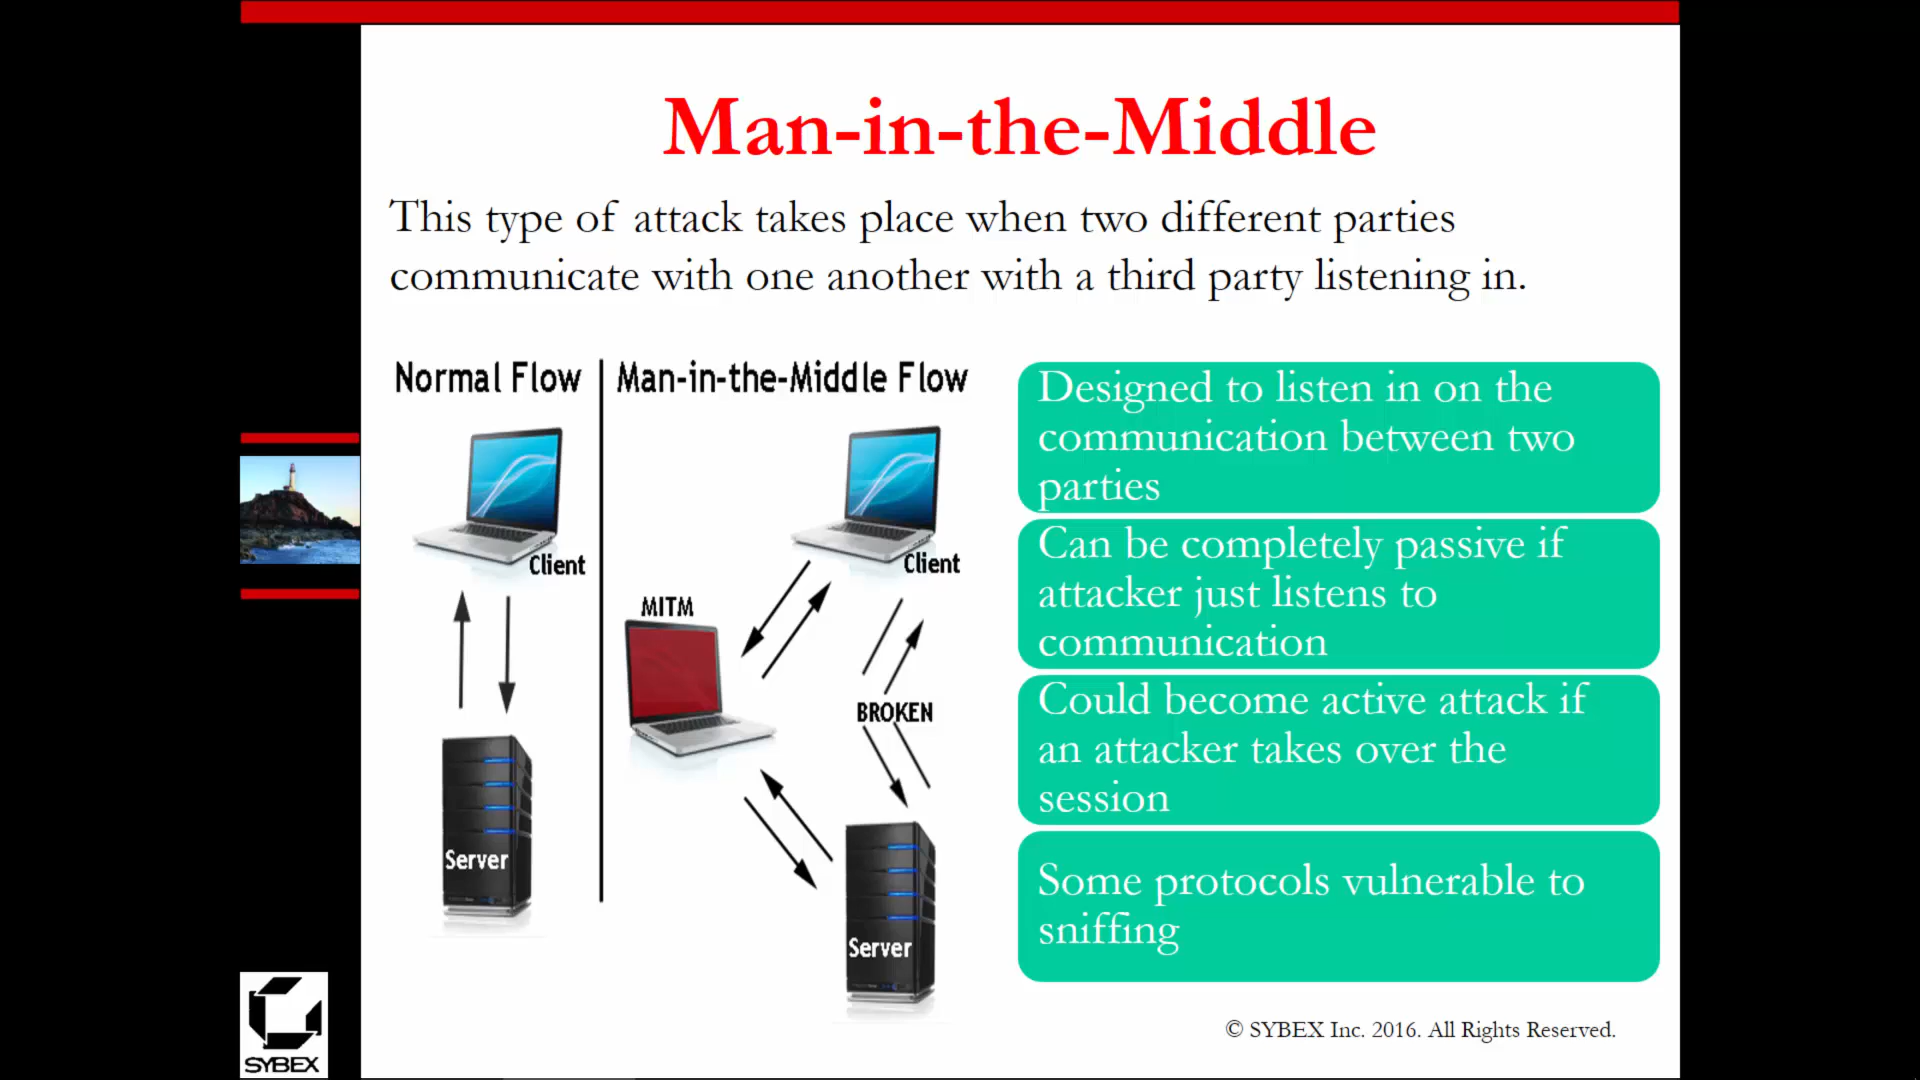 Man-in-the-Middle
This type of attack takes place when two different parties
communicate with one another with a third party listening in.
Normal Flow
Man-in-the-Middle Flow
Client
Server
Client
MITM
BROKEN
Server
Designed to listen in on the
communication between two
parties
Can be completely passive if
attacker just listens to
communication
Could become active attack if
an attacker takes over the
session
Some protocols vulnerable to
sniffing
SYBEX
© SYBEX Inc. 2016. All Rights Reserved.